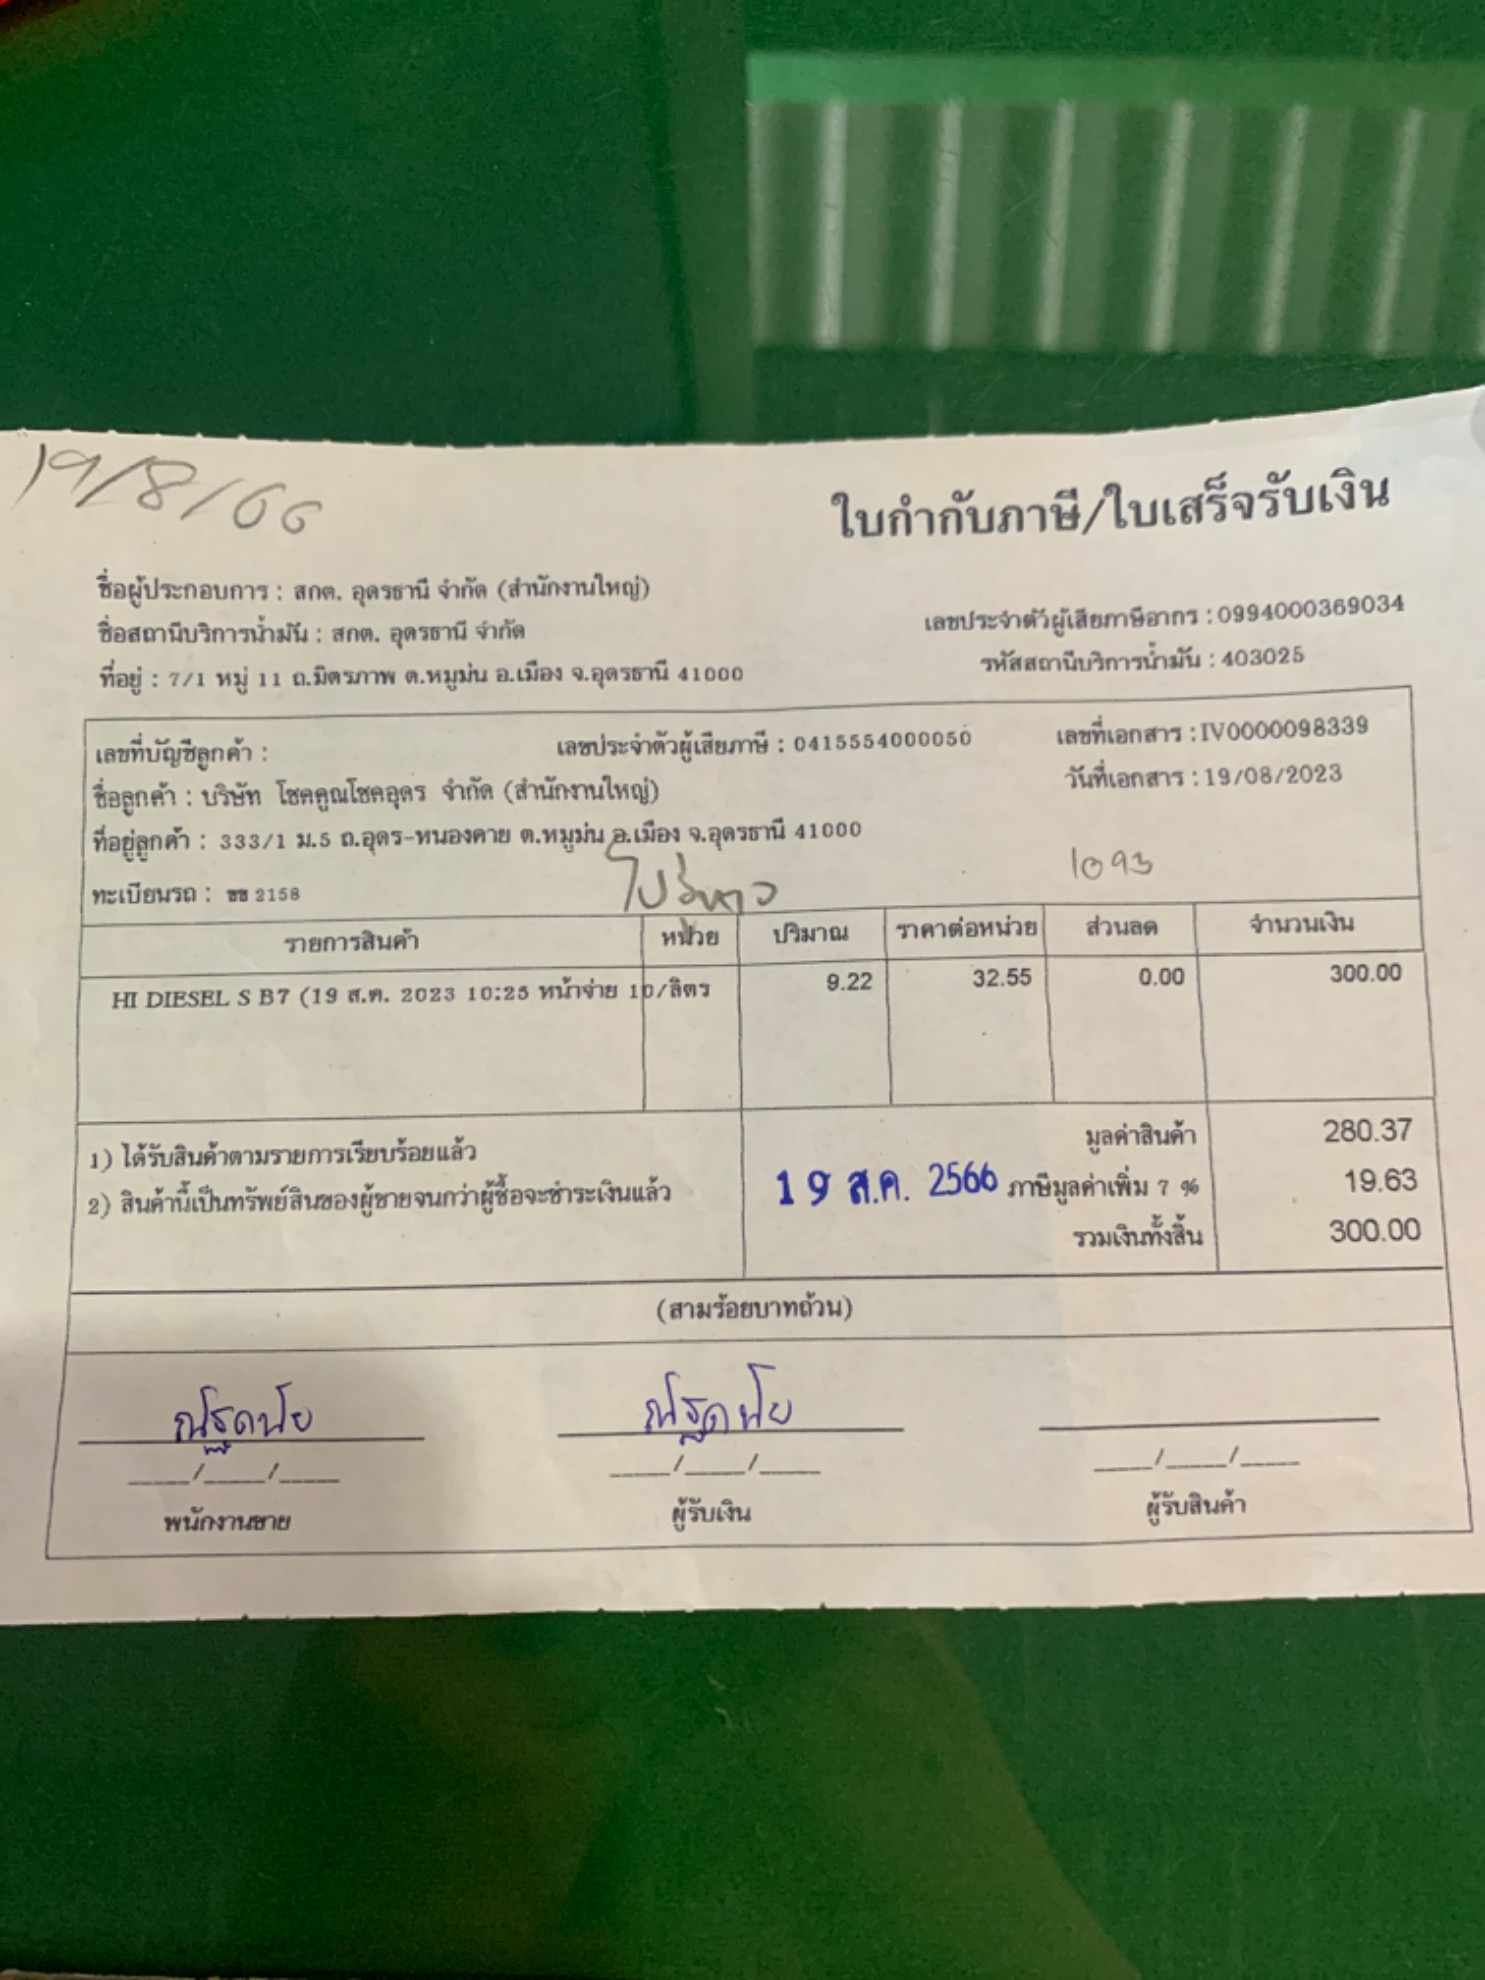 19/8/66
ใบกำกับภาษี/ใบเสร็จรับเงิน
ชื่อผู้ประกอบการ : สกต. อุดรธานี จำกัด (สำนักงานใหญ่)
ชื่อสถานีบริการน้ำมัน : สกต. อุดรธานี จำกัด
เลขประจำตัวผู้เสียภาษีอากร : 0994000369034
ที่อยู่ : 7/1 หมู่ 11 ถ.มิตรภาพ ต.หมูม่น อ.เมือง จ.อุดรธานี 41000
รหัสสถานีบริการน้ำมัน : 403025
เลขที่บัญชีลูกค้า : เลขประจำตัวผู้เสียภาษี : 0415554000050 เลขที่เอกสาร : IV0000098339
ชื่อลูกค้า : บริษัท โชคคูณโชคอุดร จำกัด (สำนักงานใหญ่) วันที่เอกสาร : 19/08/2023
ที่อยู่ลูกค้า : 333/1 ม.5 ถ.อุดร-หนองคาย ต.หมูม่น อ.เมือง จ.อุดรธานี 41000
1093
ทะเบียนรถ : ขช 2158
รายการสินค้า หน่วย ปริมาณ ราคาต่อหน่วย ส่วนลด จำนวนเงิน
HI DIESEL S B7 (19 ส.ค. 2023 10:25 หน้าจ่าย 10/ลิตร 9.22 32.55 0.00 300.00
1) ได้รับสินค้าตามรายการเรียบร้อยแล้ว มูลค่าสินค้า 280.37
2) สินค้านี้เป็นทรัพย์สินของผู้ขายจนกว่าผู้ซื้อจะชำระเงินแล้ว 19 ส.ค. 2566 ภาษีมูลค่าเพิ่ม 7 % 19.63
รวมเงินทั้งสิ้น 300.00
(สามร้อยบาทถ้วน)
ณัฐดนัย ณัฐดนัย
____/____/____ ____/____/____ ____/____/____
พนักงานขาย ผู้รับเงิน ผู้รับสินค้า